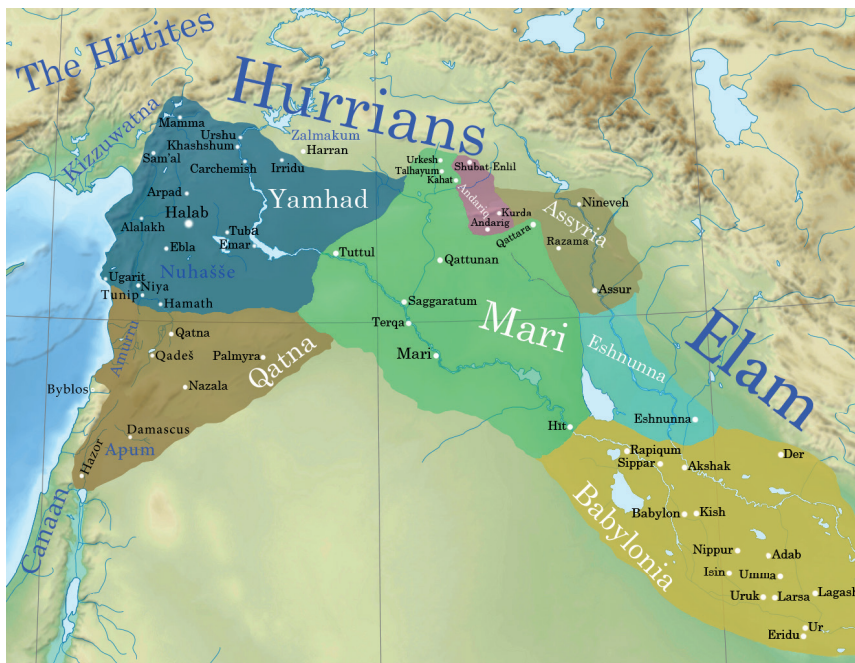 The Hittites
Hurrians
Kizzuwatna
Mamma
Urshu
Khashshum
Zalmakum
Harran
Sam'al
Carchemish
Irridu
Urkesh
Talhayum
Kahat
Shubat-Enlil
Andariq
Kurda
Andarig
Qattara
Nineveh
Assyria
Razama
Assur
Arpad
Yamhad
Halab
Alalakh
Tuba
Emar
Ebla
Tuttul
Qattunan
Nuhašše
Ugarit
Niya
Tunip
Hamath
Saggaratum
Terqa
Mari
Mari
Eshnunna
Elam
Amurru
Qatna
Qadeš
Palmyra
Qatna
Byblos
Nazala
Damascus
Apum
Hazor
Canaan
Hit
Eshnunna
Rapiqum
Sippar
Akshak
Der
Babylonia
Babylon
Kish
Nippur
Adab
Isin
Umma
Uruk
Larsa
Lagash
Ur
Eridu